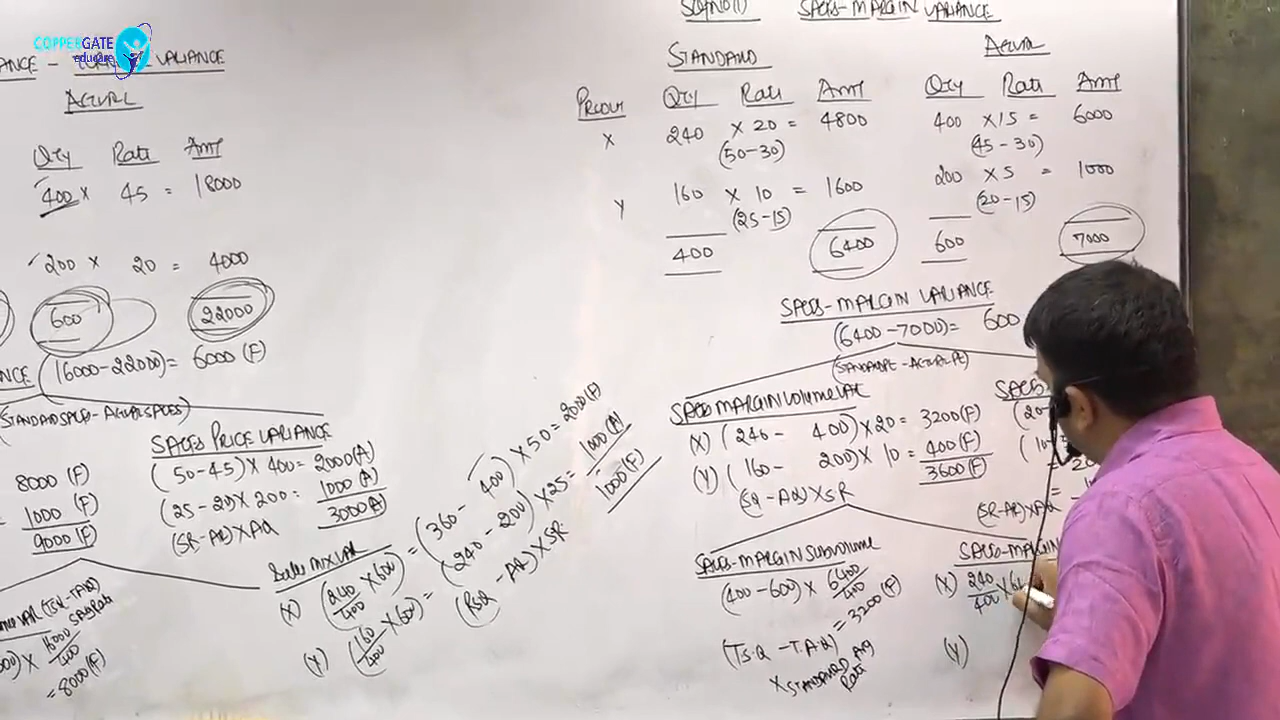 COPPERGATE
educare
ANCE - VARIANCE
ACTUAL
Qty Rate Amt
400 × 45 = 18000
200 × 20 = 4000
600 22000
(16000-22000) = 6000 (F)
(STANDARD SALES - ACTUAL SALES)
8000 (F)
1000 (F)
9000 (F)
SALES PRICE VARIANCE
(50-45) × 400 = 2000 (A)
(25-20) × 200 = 1000 (A)
3000 (A)
(SR-AR) × AQ
VAR (TSQ-TAQ)
× 16000/400
= 8000 (F)
Sales MIX VAR
(X) (240/400 × 600) = (360 - 400) × 50 = 2000 (F)
(Y) (160/400 × 600) = (240 - 200) × 25 = 1000 (A)
1000 (F)
(RSQ - AQ) × SR
SALES-MARGIN VARIANCE
STANDARD ACTUAL
PRODUCT Qty Rate Amt Qty Rate Amt
X 240 × 20 = 4800 400 × 15 = 6000
(50-30) (45-30)
Y 160 × 10 = 1600 200 × 5 = 1000
(25-15) (20-15)
400 6400 600 7000
SALES-MARGIN VARIANCE
(6400-7000) = 600
SALES MARGIN VOLUME VAR
(X) (240 - 400) × 20 = 3200 (F)
(Y) (160 - 200) × 10 = 400 (F)
3600 (F)
(SQ-AQ) × SR
SALES
(20-
(10-
(SR-AR) × AQ
SALES-MARGIN SUBVOLUME
(400-600) × 6400/400
= 3200 (F)
(T.S.Q - T.A.Q)
× STANDARD AVG
Rate
SALES-MARGIN
(X) 240/400 ×
(Y)